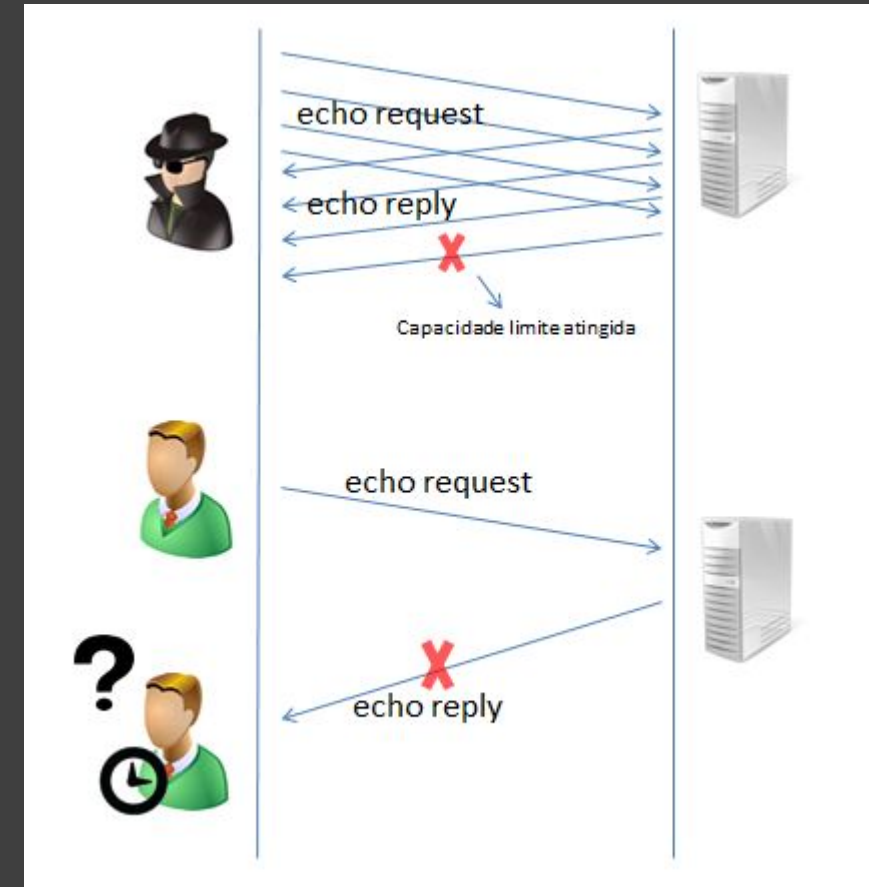 echo request
echo reply
Capacidade limite atingida
echo request
?
echo reply